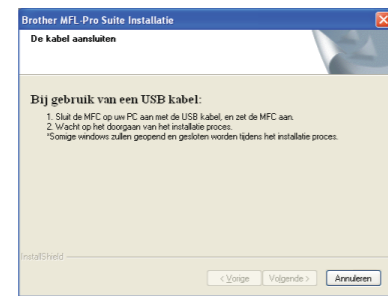 Brother MFL-Pro Suite Installatie
De kabel aansluiten
Bij gebruik van een USB kabel:
1. Sluit de MFC op uw PC aan met de USB kabel, en zet de MFC aan.
2. Wacht op het doorgaan van het installatie proces.
*Somige windows zullen geopend en gesloten worden tijdens het installatie proces.
InstallShield
< Vorige
Volgende >
Annuleren